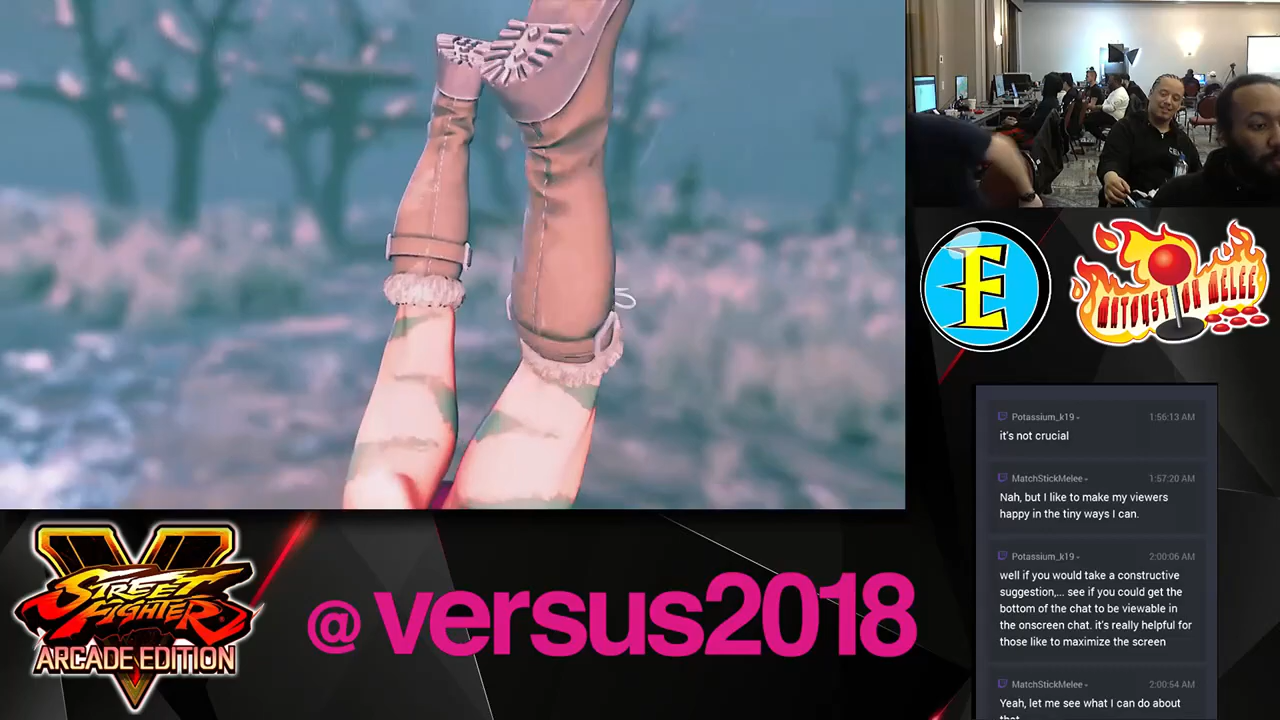 E
MATCHSTICK MELEE
Potassium_k19
1:56:13 AM
it's not crucial
MatchStickMelee
1:57:20 AM
Nah, but I like to make my viewers
happy in the tiny ways I can.
Potassium_k19
2:00:06 AM
well if you would take a constructive
suggestion,... see if you could get the
bottom of the chat to be viewable in
the onscreen chat. it's really helpful for
those like to maximize the screen
MatchStickMelee
2:00:54 AM
Yeah, let me see what I can do about
that.
V
STREET
FIGHTER
ARCADE EDITION
@versus2018